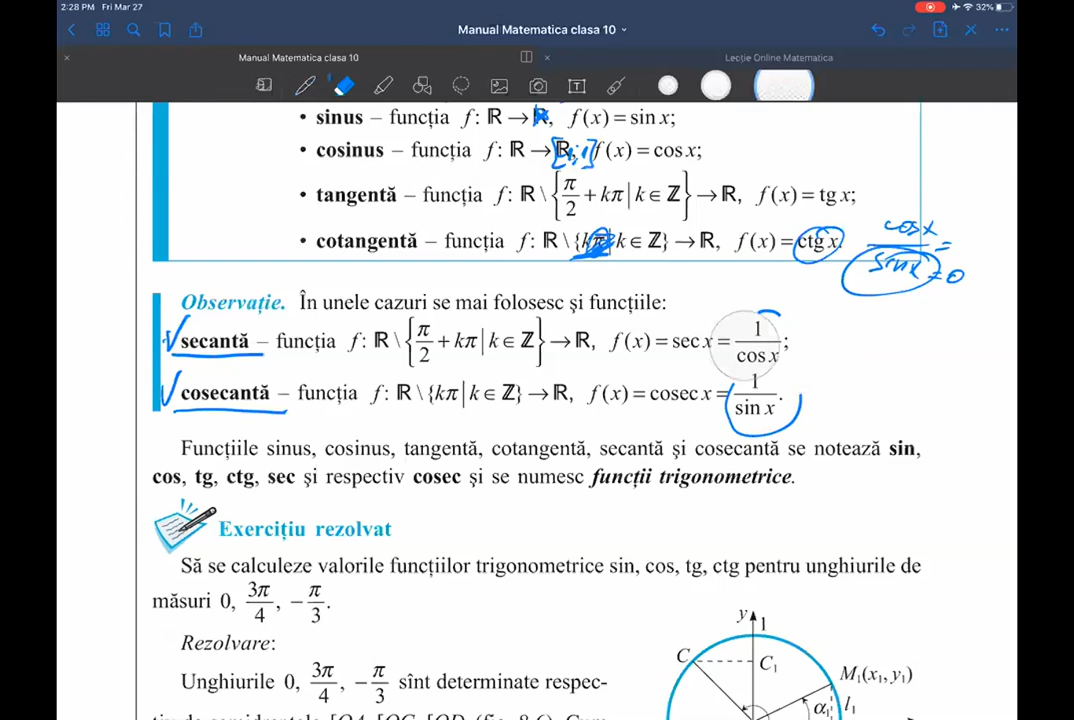 2:28 PM Fri Mar 27
32%
Manual Matematica clasa 10
Manual Matematica clasa 10
Lecție Online Matematica
• sinus – funcția f: ℝ → ℝ, f(x) = sin x;
• cosinus – funcția f: ℝ → ℝ, f(x) = cos x;
• tangentă – funcția f: ℝ \ {π/2 + kπ | k ∈ ℤ} → ℝ, f(x) = tg x;
• cotangentă – funcția f: ℝ \ {kπ | k ∈ ℤ} → ℝ, f(x) = ctg x.
cos x
sin x = 0
Observație. În unele cazuri se mai folosesc și funcțiile:
secantă – funcția f: ℝ \ {π/2 + kπ | k ∈ ℤ} → ℝ, f(x) = sec x = 1/cos x;
cosecantă – funcția f: ℝ \ {kπ | k ∈ ℤ} → ℝ, f(x) = cosec x = 1/sin x.
Funcțiile sinus, cosinus, tangentă, cotangentă, secantă și cosecantă se notează sin,
cos, tg, ctg, sec și respectiv cosec și se numesc funcții trigonometrice.
Exercițiu rezolvat
Să se calculeze valorile funcțiilor trigonometrice sin, cos, tg, ctg pentru unghiurile de
măsuri 0, 3π/4, −π/3.
Rezolvare:
Unghiurile 0, 3π/4, −π/3 sînt determinate respec-
y
1
C
C₁
M₁(x₁, y₁)
l₁
α₁